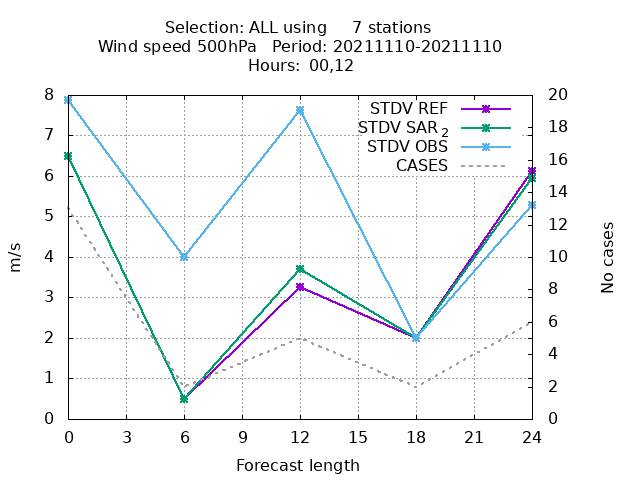 Selection: ALL using     7 stations
Wind speed 500hPa   Period: 20211110-20211110
Hours: 00,12
STDV REF
STDV SAR 2
STDV OBS
CASES
8
7
6
5
4
3
2
1
0
20
18
16
14
12
10
8
6
4
2
0
m/s
No cases
0 3 6 9 12 15 18 21 24
Forecast length